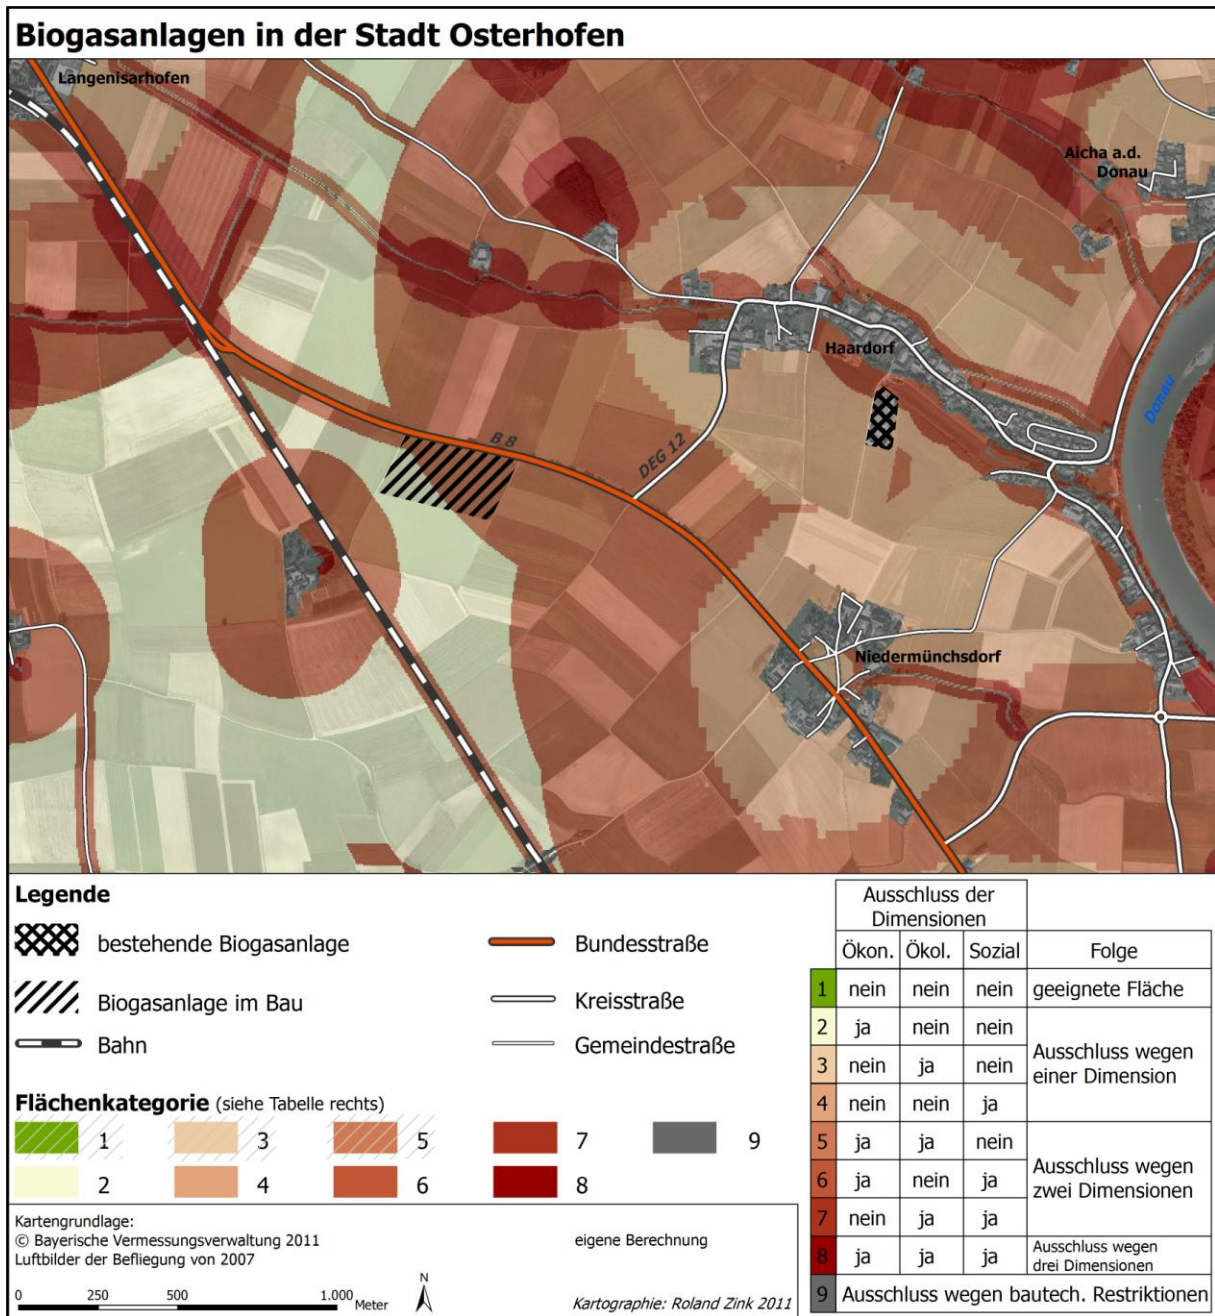 Biogasanlagen in der Stadt Osterhofen
Langenisarhofen
Aicha a.d.
Donau
Haardorf
Donau
B 8
DEG 12
Niedermünchsdorf
Legende
bestehende Biogasanlage
Biogasanlage im Bau
Bahn
Bundesstraße
Kreisstraße
Gemeindestraße
Flächenkategorie (siehe Tabelle rechts)
1 3 5 7 9
2 4 6 8
Ausschluss der
Dimensionen
Ökon. Ökol. Sozial Folge
1 nein nein nein geeignete Fläche
2 ja nein nein
Ausschluss wegen
einer Dimension
3 nein ja nein
4 nein nein ja
5 ja ja nein
Ausschluss wegen
zwei Dimensionen
6 ja nein ja
7 nein ja ja
8 ja ja ja
Ausschluss wegen
drei Dimensionen
9 Ausschluss wegen bautech. Restriktionen
Kartengrundlage:
© Bayerische Vermessungsverwaltung 2011
Luftbilder der Befliegung von 2007
eigene Berechnung
0 250 500 1.000 Meter
N
Kartographie: Roland Zink 2011